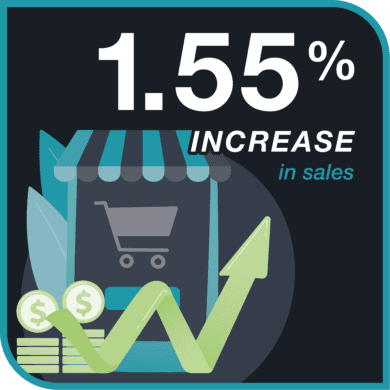 1.55%
INCREASE
in sales
$ $